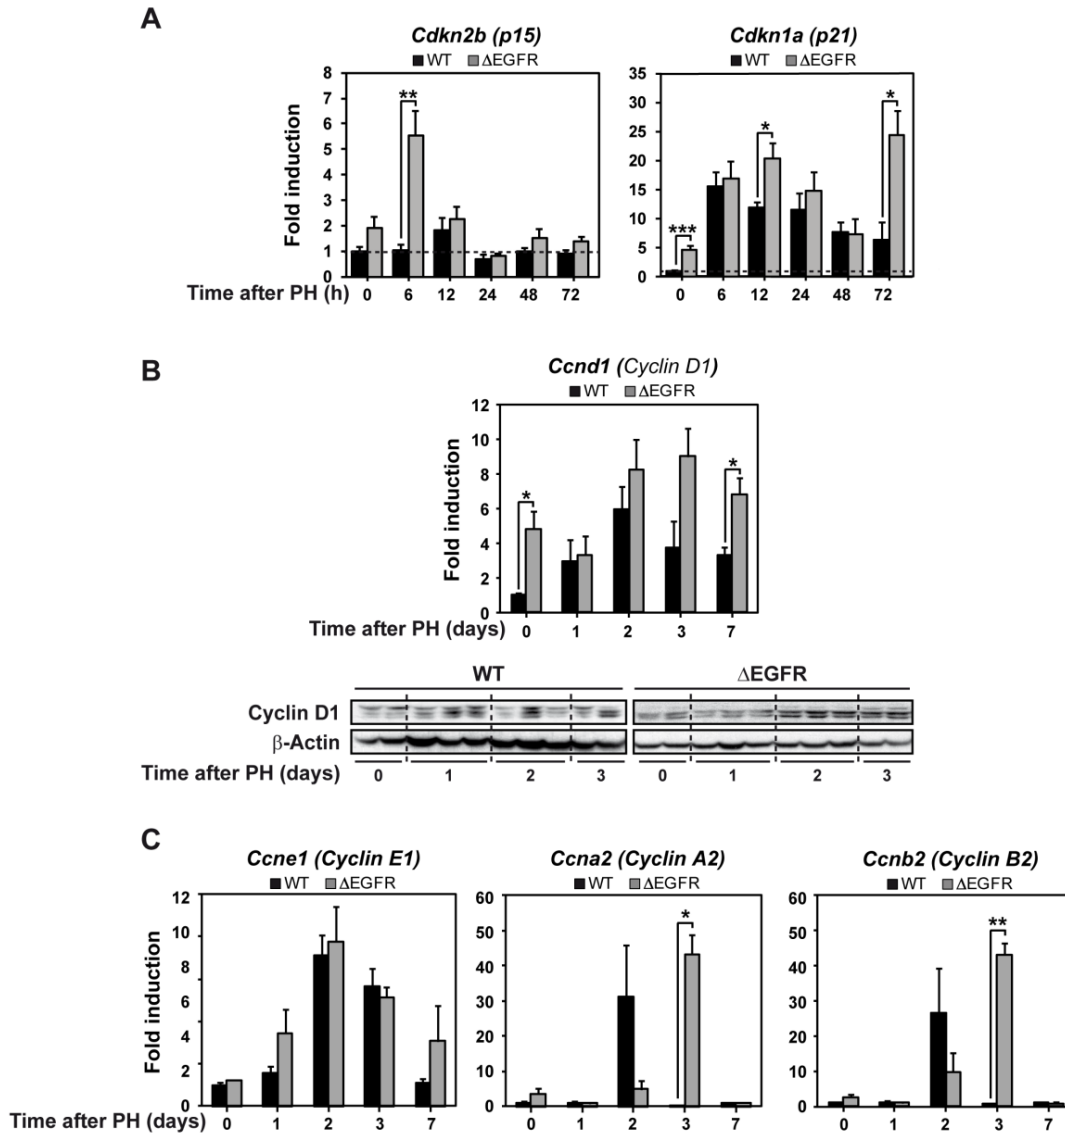 A
Cdkn2b (p15)
WT ΔEGFR
Fold induction
8
7
6
5
4
3
2
1
0
**
0 6 12 24 48 72
Time after PH (h)
Cdkn1a (p21)
WT ΔEGFR
35
30
25
20
15
10
5
0
***
*
*
0 6 12 24 48 72
B
Ccnd1 (Cyclin D1)
WT ΔEGFR
Fold induction
12
10
8
6
4
2
0
*
*
0 1 2 3 7
Time after PH (days)
WT ΔEGFR
Cyclin D1
β-Actin
Time after PH (days) 0 1 2 3 0 1 2 3
C
Ccne1 (Cyclin E1)
WT ΔEGFR
Fold induction
12
12
8
6
4
2
0
0 1 2 3 7
Time after PH (days)
Ccna2 (Cyclin A2)
WT ΔEGFR
60
50
40
30
20
10
0
*
0 1 2 3 7
Ccnb2 (Cyclin B2)
WT ΔEGFR
60
50
40
30
20
10
0
**
0 1 2 3 7